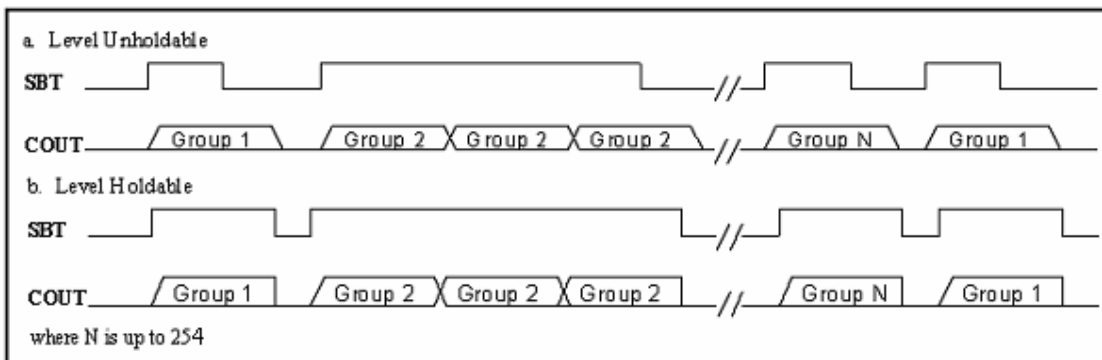 a. Level Unholdable
SBT
COUT Group 1 Group 2 Group 2 Group 2 // Group N Group 1
b. Level Holdable
SBT
COUT Group 1 Group 2 Group 2 Group 2 // Group N Group 1
where N is up to 254